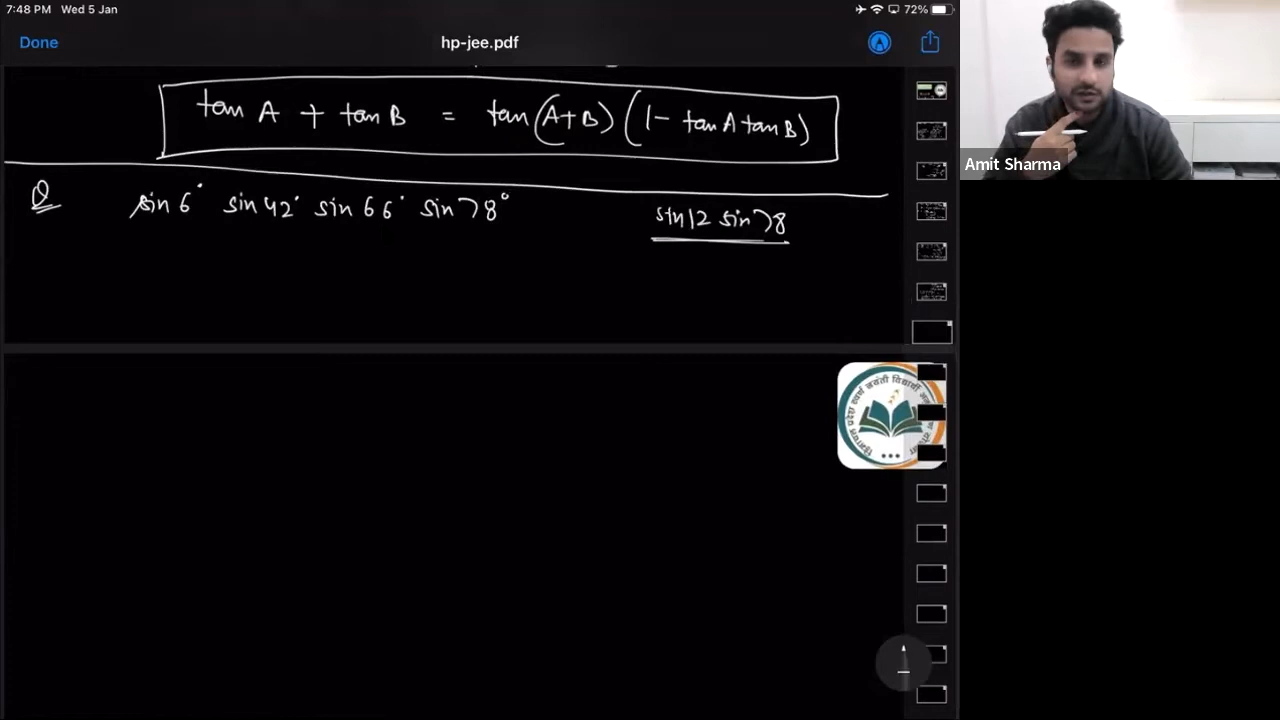 7:48 PM Wed 5 Jan
72%
Done
hp-jee.pdf
tan A + tan B = tan(A+B) (1 - tan A tan B)
Amit Sharma
Q sin 6° sin 42° sin 66° sin 78°
sin 12 sin 78